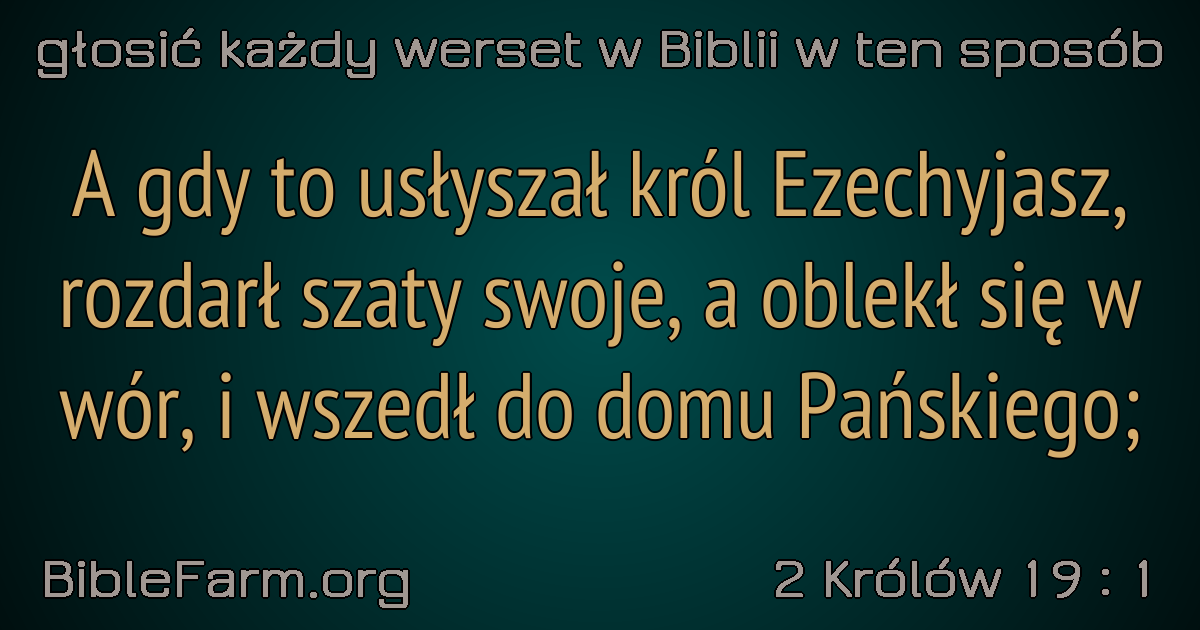 głosić każdy werset w Biblii w ten sposób
A gdy to usłyszał król Ezechyjasz,
rozdarł szaty swoje, a oblekł się w
wór, i wszedł do domu Pańskiego;
BibleFarm.org
2 Królów 19 : 1